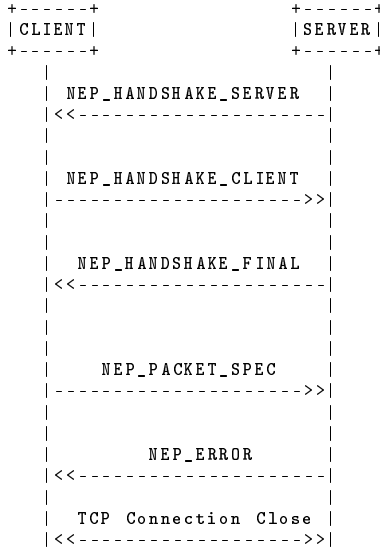 CLIENT SERVER
NEP_HANDSHAKE_SERVER
NEP_HANDSHAKE_CLIENT
NEP_HANDSHAKE_FINAL
NEP_PACKET_SPEC
NEP_ERROR
TCP Connection Close